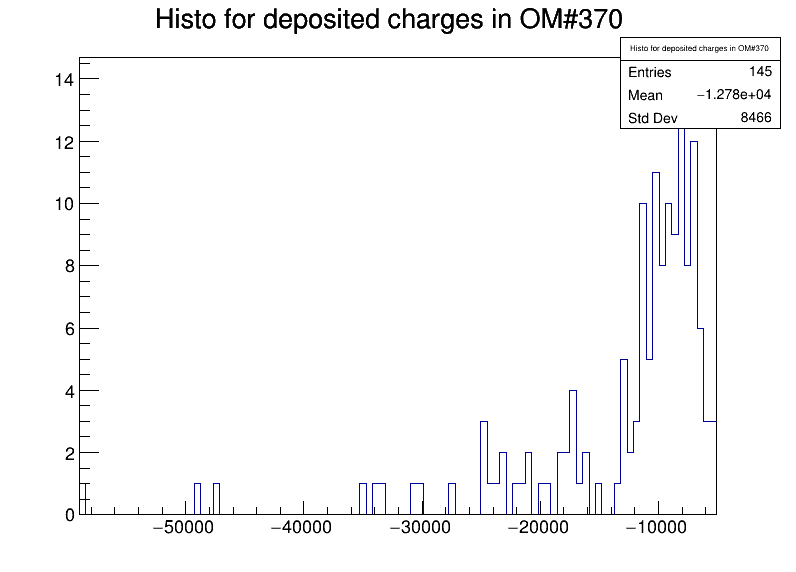 Histo for deposited charges in OM#370
Histo for deposited charges in OM#370
Entries 145
Mean −1.278e+04
Std Dev 8466
14
12
10
8
6
4
2
0
−50000 −40000 −30000 −20000 −10000